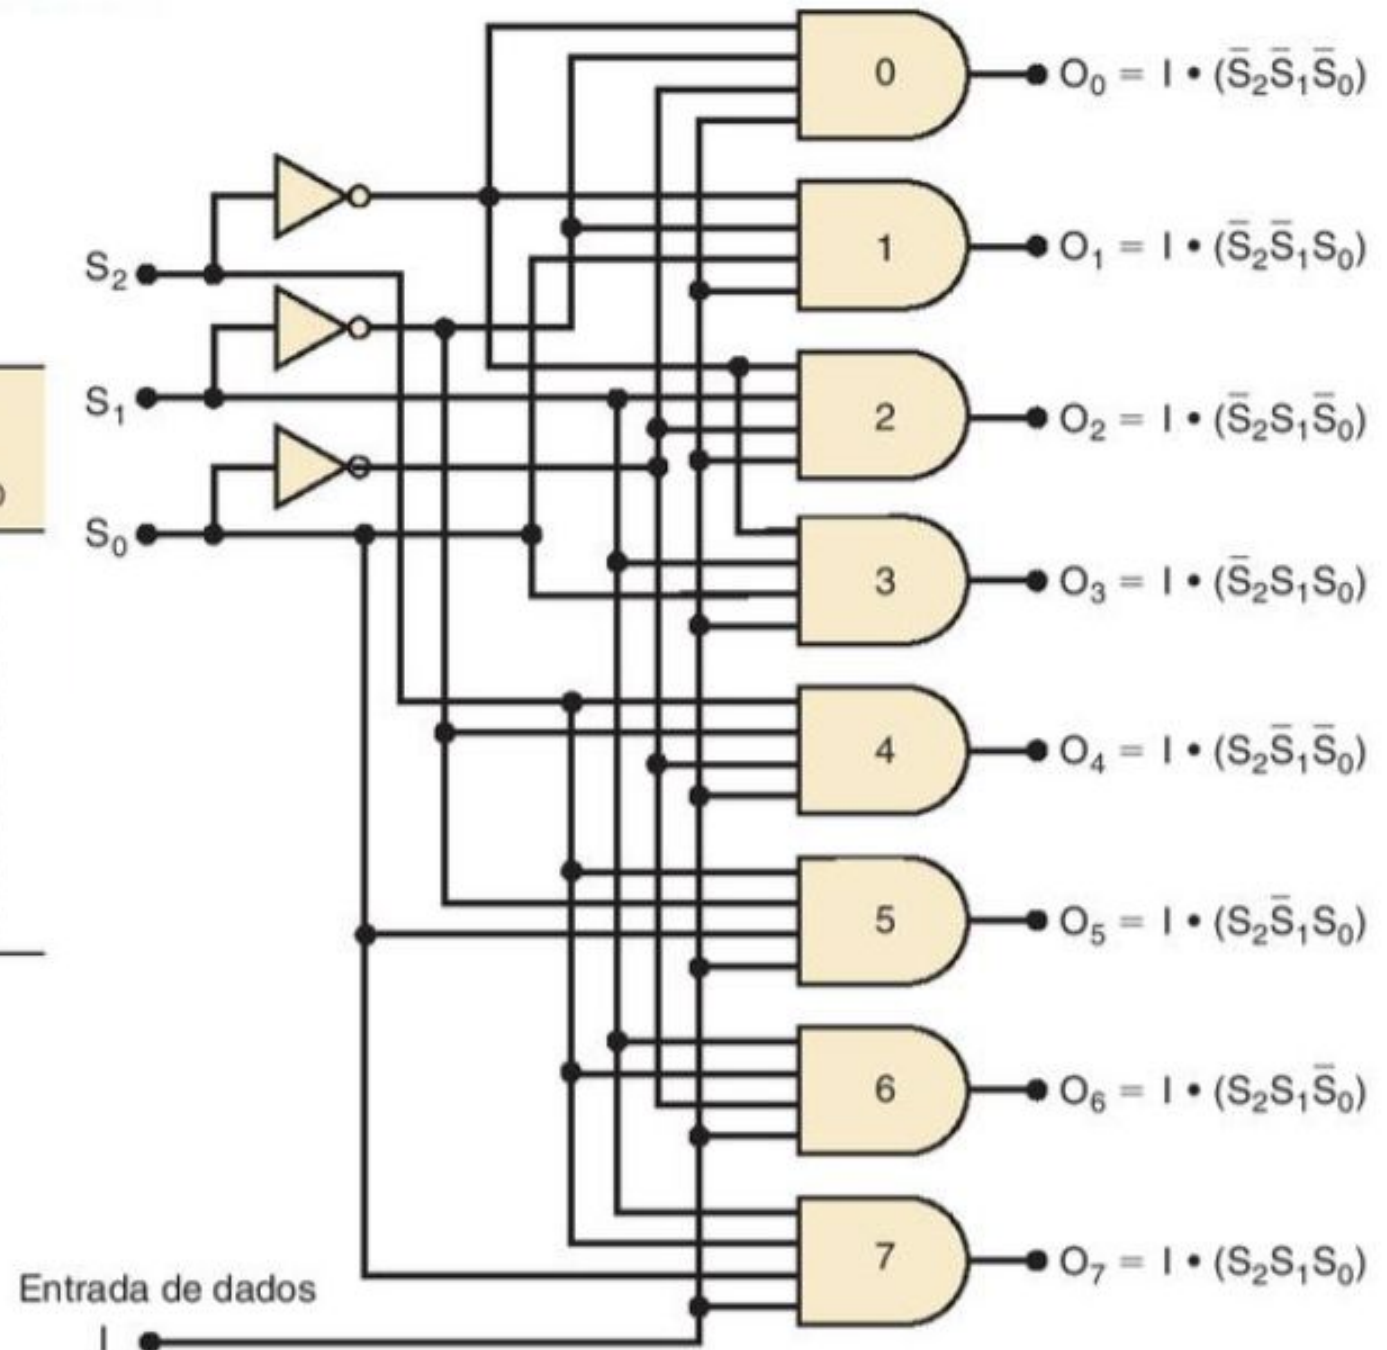 0
O₀ = I • (S̅₂S̅₁S̅₀)
1
O₁ = I • (S̅₂S̅₁S₀)
S₂
S₁
2
O₂ = I • (S̅₂S₁S̅₀)
S₀
3
O₃ = I • (S̅₂S₁S₀)
4
O₄ = I • (S₂S̅₁S̅₀)
5
O₅ = I • (S₂S̅₁S₀)
6
O₆ = I • (S₂S₁S̅₀)
7
O₇ = I • (S₂S₁S₀)
Entrada de dados
I